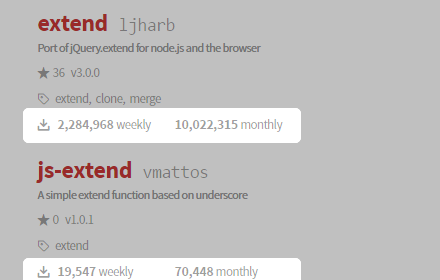 extend ljharb
Port of jQuery.extend for node.js and the browser
36 v3.0.0
extend, clone, merge
2,284,968 weekly 10,022,315 monthly
js-extend vmattos
A simple extend function based on underscore
0 v1.0.1
extend
19,547 weekly 70,448 monthly